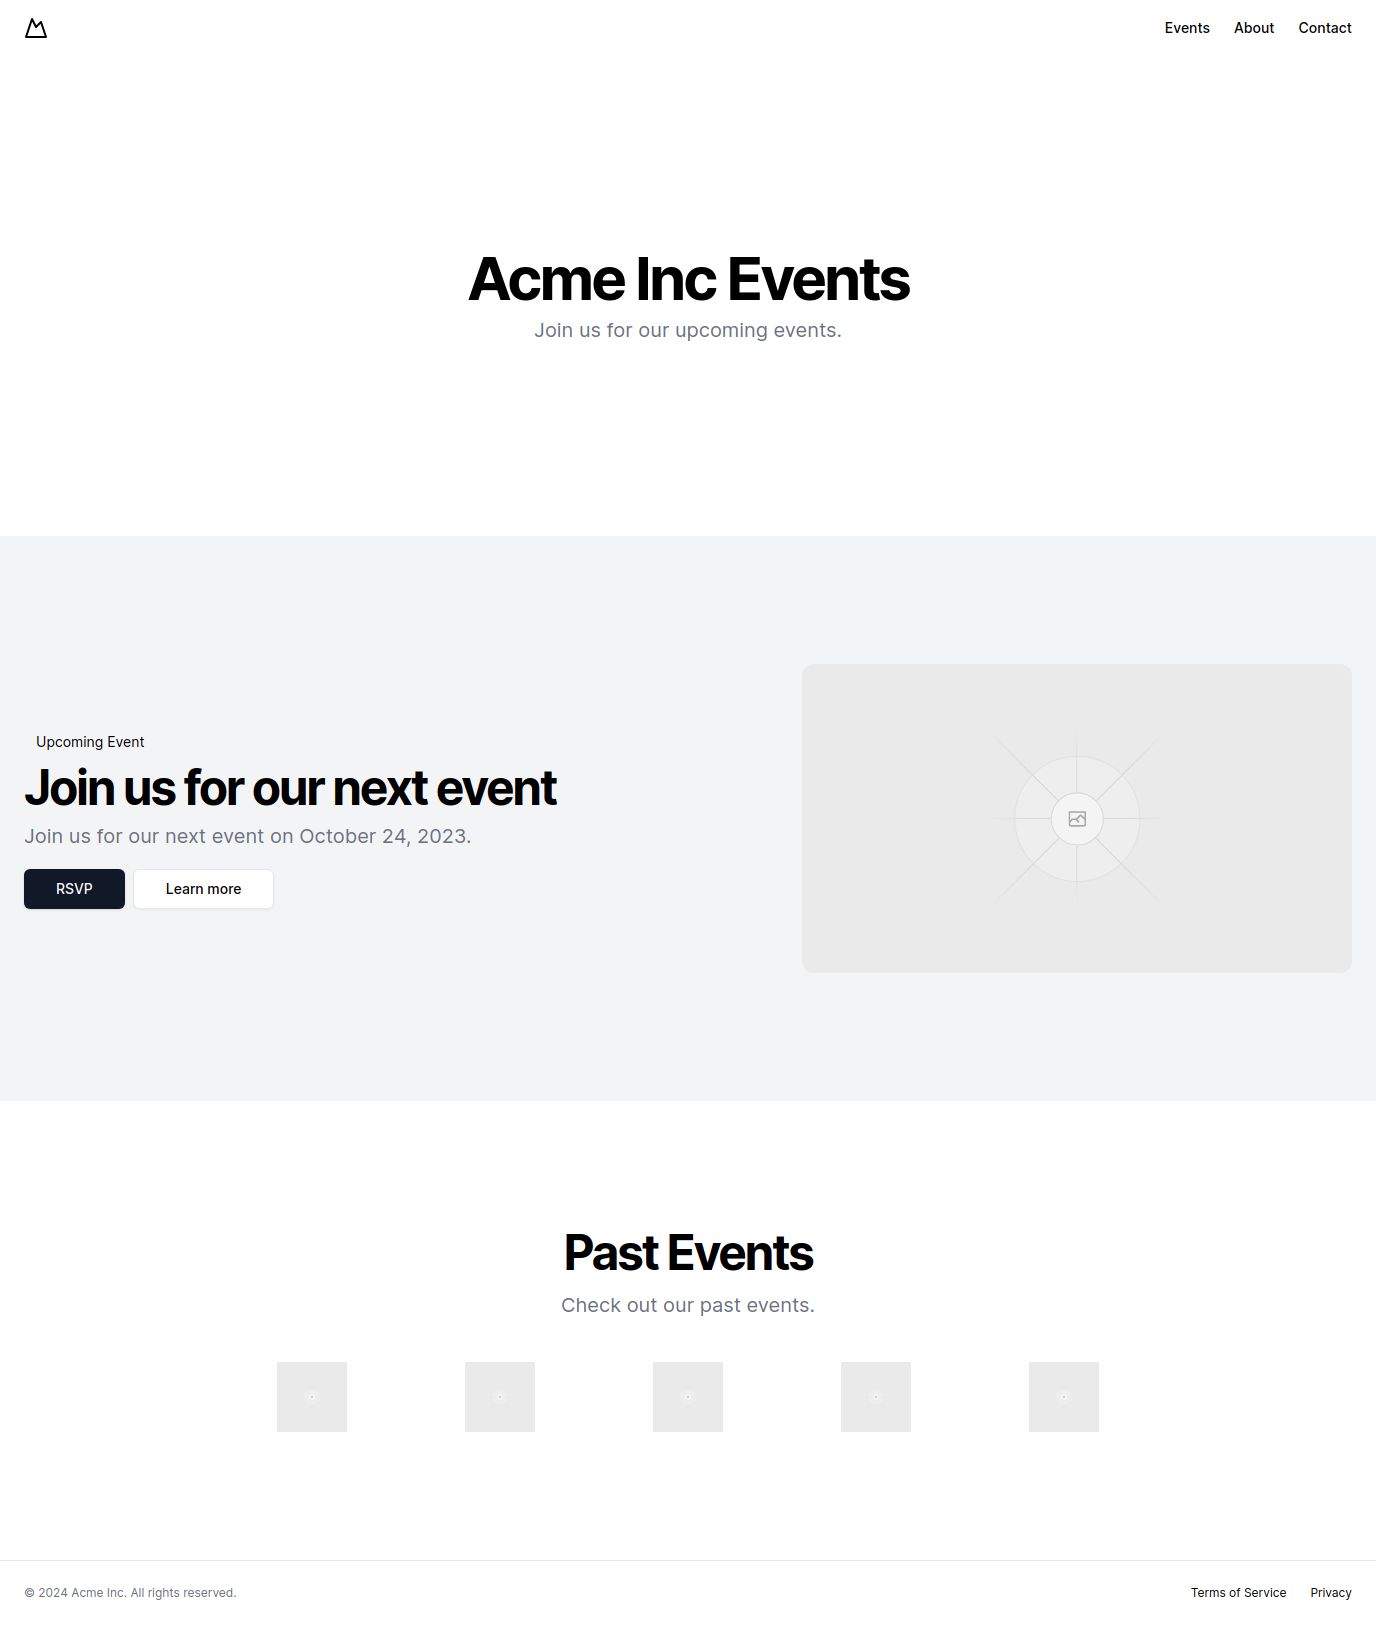 Events About Contact
Acme Inc Events
Join us for our upcoming events.
Upcoming Event
Join us for our next event
Join us for our next event on October 24, 2023.
RSVP Learn more
Past Events
Check out our past events.
© 2024 Acme Inc. All rights reserved. Terms of Service Privacy